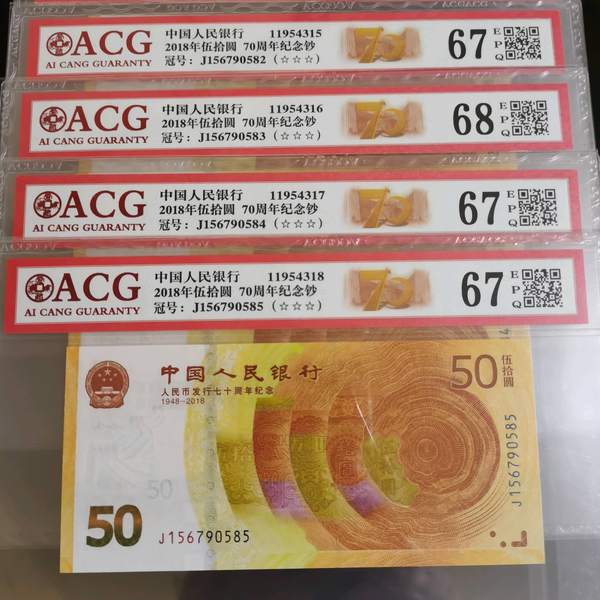 ACG
AI CANG GUARANTY
中国人民银行 11954315
2018年伍拾圆 70周年纪念钞
冠号：J156790582（☆☆☆）
70
67 EPQ
ACG
AI CANG GUARANTY
中国人民银行 11954316
2018年伍拾圆 70周年纪念钞
冠号：J156790583（☆☆☆）
70
68 EPQ
ACG
AI CANG GUARANTY
中国人民银行 11954317
2018年伍拾圆 70周年纪念钞
冠号：J156790584（☆☆☆）
70
67 EPQ
ACG
AI CANG GUARANTY
中国人民银行 11954318
2018年伍拾圆 70周年纪念钞
冠号：J156790585（☆☆☆）
70
67 EPQ
中国人民银行
人民币发行七十周年纪念
1948-2018
50 伍拾圆
J156790585
50
50
J156790585